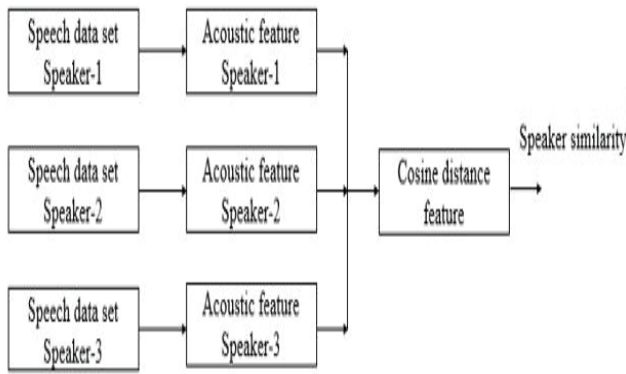 Speech data set
Speaker-1
Acoustic feature
Speaker-1
Speech data set
Speaker-2
Acoustic feature
Speaker-2
Cosine distance
feature
Speaker similarity
Speech data set
Speaker-3
Acoustic feature
Speaker-3